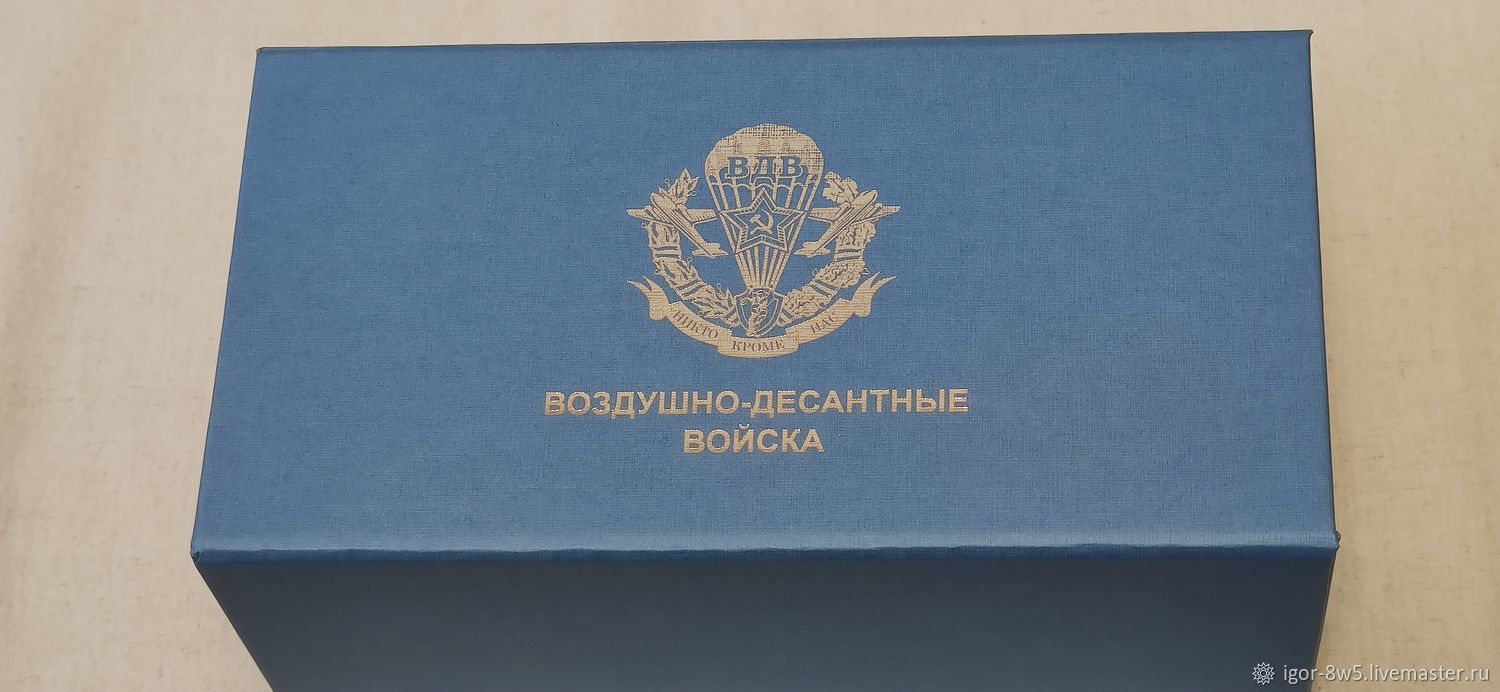 ВДВ
НИКТО КРОМЕ НАС
ВОЗДУШНО-ДЕСАНТНЫЕ
ВОЙСКА
igor-8w5.livemaster.ru